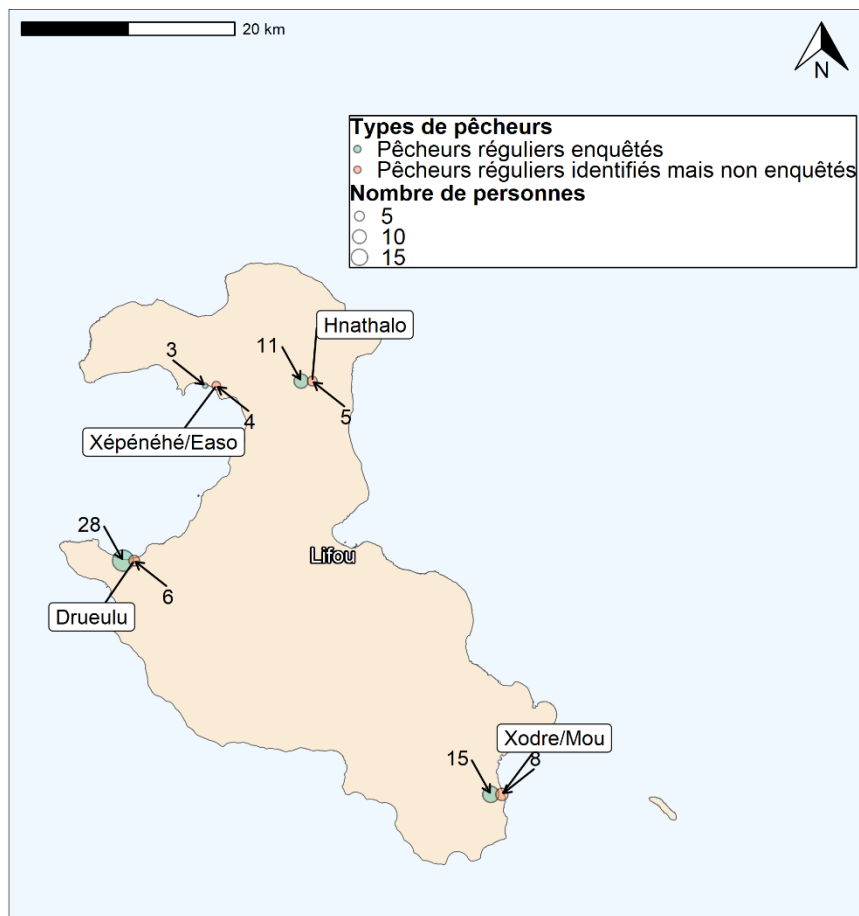 20 km
N
Types de pêcheurs
Pêcheurs réguliers enquêtés
Pêcheurs réguliers identifiés mais non enquêtés
Nombre de personnes
5
10
15
Hnathalo
11
3
5
4
Xépénéhé/Easo
28
Lifou
6
Drueulu
Xodre/Mou
15
8